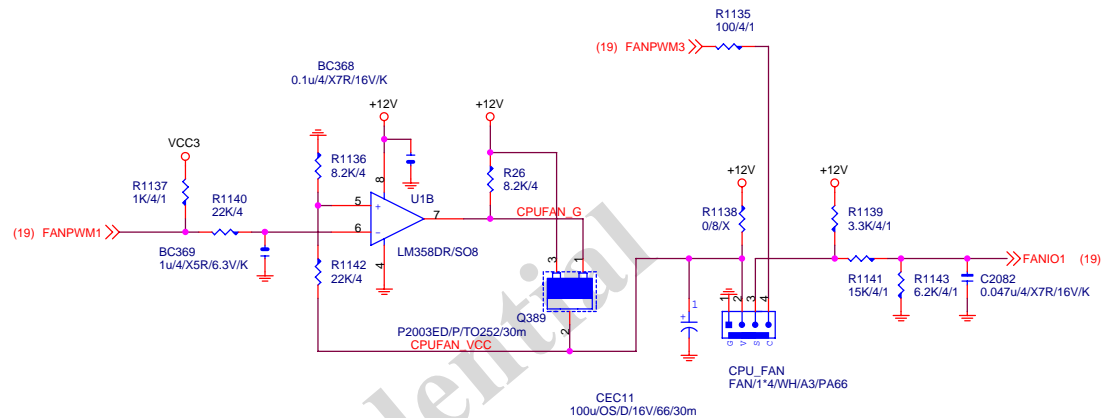 R1135
100/4/1
(19) FANPWM3
BC368
0.1u/4/X7R/16V/K
+12V
+12V
VCC3
R1136
8.2K/4
R26
8.2K/4
+12V
+12V
R1137
1K/4/1
R1140
22K/4
8
U1B
5
+
7
CPUFAN_G
6
-
R1138
0/8/X
R1139
3.3K/4/1
(19) FANPWM1
LM358DR/SO8
BC369
1u/4/X5R/6.3V/K
4
R1142
22K/4
3
1
FANIO1 (19)
R1141
15K/4/1
R1143
6.2K/4/1
C2082
0.047u/4/X7R/16V/K
1
+
1
2
3
4
G
V
S
C
Q389
2
P2003ED/P/TO252/30m
CPUFAN_VCC
CPU_FAN
FAN/1*4/WH/A3/PA66
CEC11
100u/OS/D/16V/66/30m